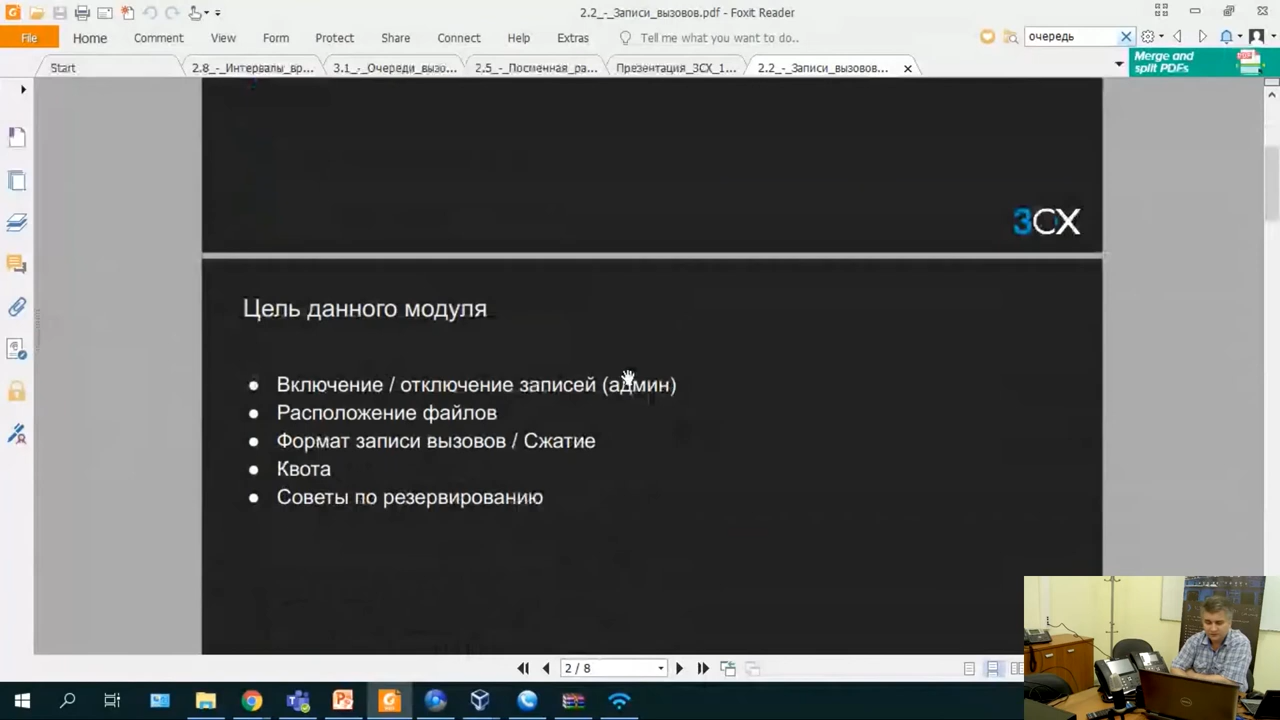 2.2_-_Записи_вызовов.pdf - Foxit Reader
File Home Comment View Form Protect Share Connect Help Extras Tell me what you want to do.. очередь
Start 2.8_-_Интервалы_вр... 3.1_-_Очереди_вызо... 2.5_-_Посменная_ра... Презентация_3CX_1... 2.2_-_Записи_вызовов...
Merge and
split PDFs
3CX
Цель данного модуля
● Включение / отключение записей (админ)
● Расположение файлов
● Формат записи вызовов / Сжатие
● Квота
● Советы по резервированию
2 / 8